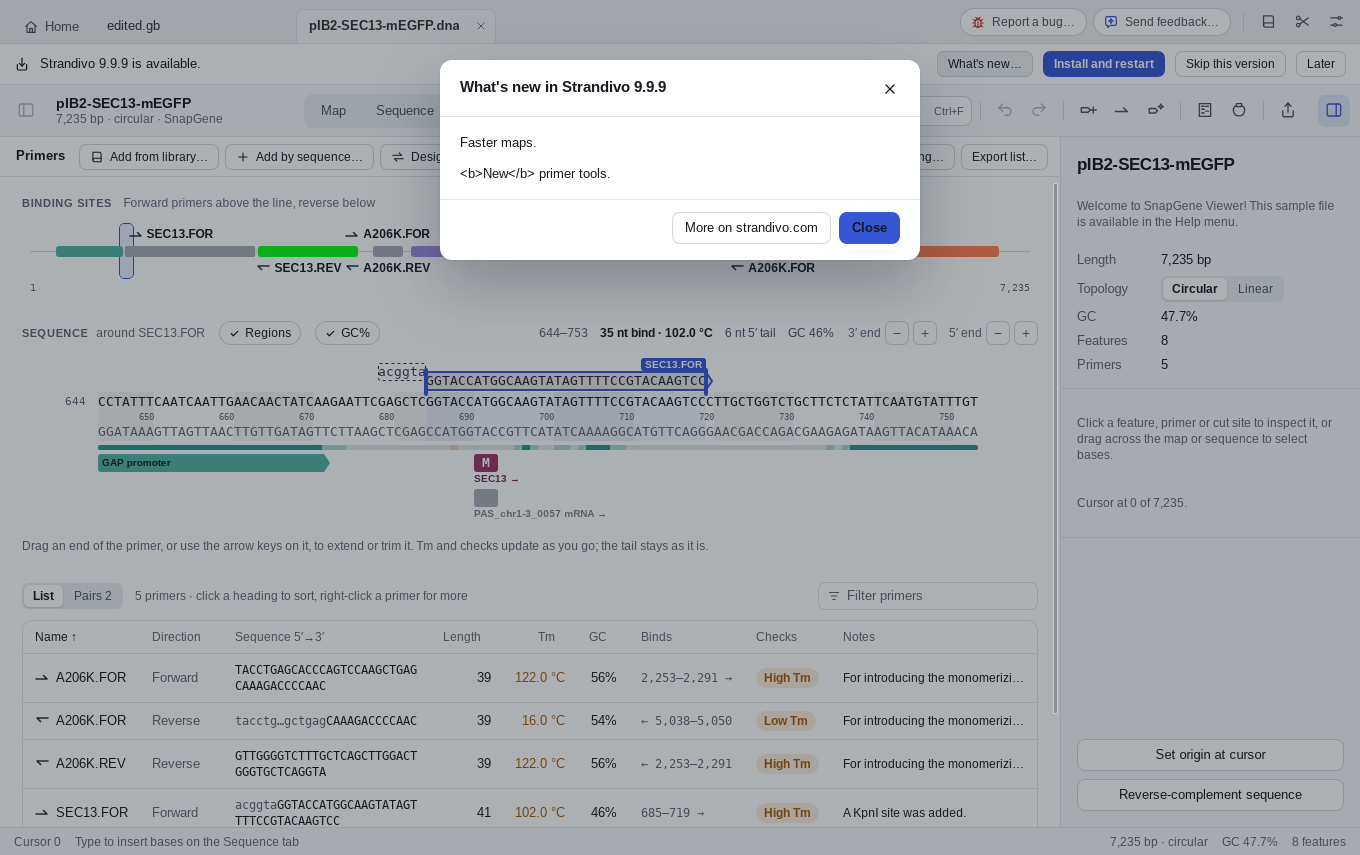 Home
edited.gb
pIB2-SEC13-mEGFP.dna
Report a bug…
Send feedback…
Strandivo 9.9.9 is available.
What's new…
Install and restart
Skip this version
Later
pIB2-SEC13-mEGFP
7,235 bp · circular · SnapGene
Map
Sequence
Ctrl+F
What's new in Strandivo 9.9.9
Faster maps.
<b>New</b> primer tools.
More on strandivo.com
Close
Primers
Add from library…
Add by sequence…
Export list…
BINDING SITES Forward primers above the line, reverse below
SEC13.FOR
A206K.FOR
SEC13.REV
A206K.REV
A206K.FOR
1
7,235
SEQUENCE around SEC13.FOR
Regions
GC%
644–753 35 nt bind · 102.0 °C 6 nt 5′ tail GC 46% 3′ end − + 5′ end − +
SEC13.FOR
acggta
GGTACCATGGCAAGTATAGTTTTCCGTACAAGTCC
644 CCTATTTCAATCAATTGAACAACTATCAAGAATTCGAGCTCGGTACCATGGCAAGTATAGTTTTCCGTACAAGTCCCTTGCTGGTCTGCTTCTCTATTCAATGTATTTGT
650 660 670 680 690 700 710 720 730 740 750
GGATAAAGTTAGTTAACTTGTTGATAGTTCTTAAGCTCGAGCCATGGTACCGTTCATATCAAAAGGCATGTTCAGGGAACGACCAGACGAAGAGATAAGTTACATAAACA
GAP promoter
M
SEC13 →
PAS_chr1-3_0057 mRNA →
Drag an end of the primer, or use the arrow keys on it, to extend or trim it. Tm and checks update as you go; the tail stays as it is.
List
Pairs 2
5 primers · click a heading to sort, right-click a primer for more
Filter primers
Name ↑ Direction Sequence 5′→3′ Length Tm GC Binds Checks Notes
A206K.FOR Forward TACCTGAGCACCCAGTCCAAGCTGAG 39 122.0 °C 56% 2,253–2,291 → High Tm For introducing the monomerizi…
CAAAGACCCCAAC
A206K.FOR Reverse tacctg…gctgagCAAAGACCCCAAC 39 16.0 °C 54% ← 5,038–5,050 Low Tm For introducing the monomerizi…
A206K.REV Reverse GTTGGGGTCTTTGCTCAGCTTGGACT 39 122.0 °C 56% ← 2,253–2,291 High Tm For introducing the monomerizi…
GGGTGCTCAGGTA
SEC13.FOR Forward acggtaGGTACCATGGCAAGTATAGT 41 102.0 °C 46% 685–719 → High Tm A KpnI site was added.
TTTCCGTACAAGTCC
pIB2-SEC13-mEGFP
Welcome to SnapGene Viewer! This sample file
is available in the Help menu.
Length 7,235 bp
Topology Circular Linear
GC 47.7%
Features 8
Primers 5
Click a feature, primer or cut site to inspect it, or
drag across the map or sequence to select
bases.
Cursor at 0 of 7,235.
Set origin at cursor
Reverse-complement sequence
Cursor 0 Type to insert bases on the Sequence tab
7,235 bp · circular GC 47.7% 8 features